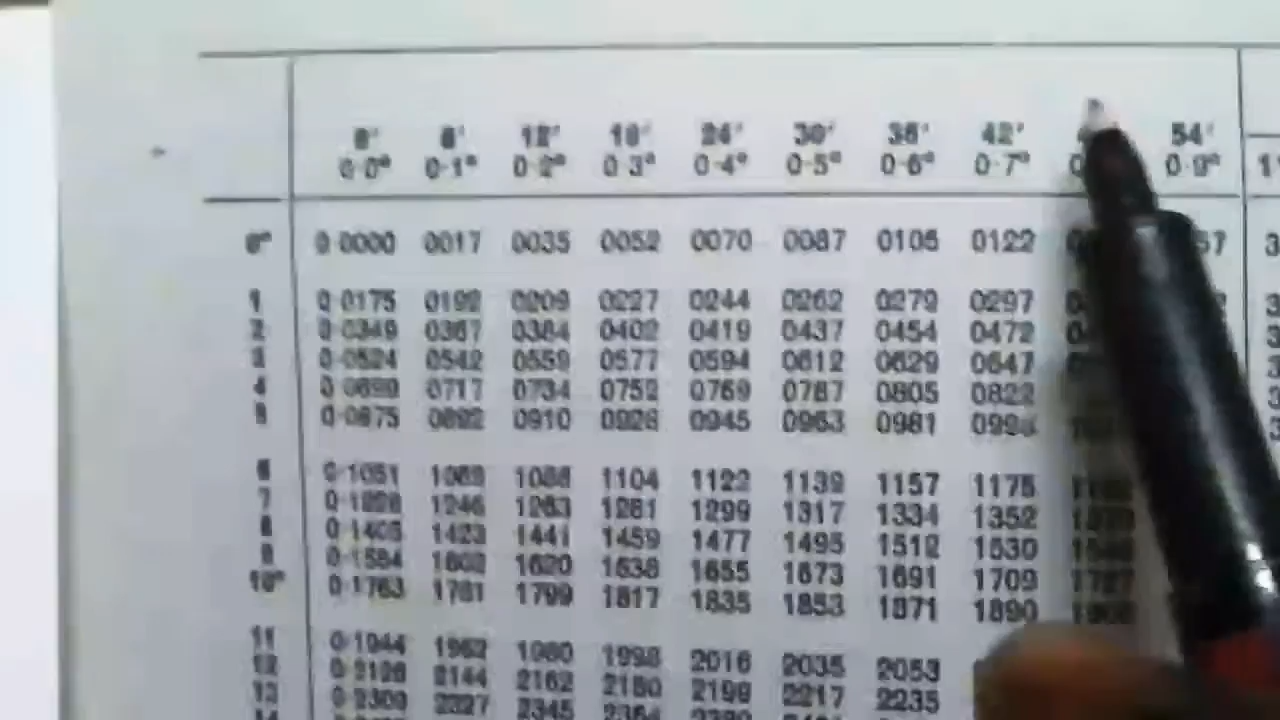 0' 6' 12' 18' 24' 30' 36' 42' 54'
0·0° 0·1° 0·2° 0·3° 0·4° 0·5° 0·6° 0·7° 0·9°
0° 0 0000 0017 0035 0052 0070 0087 0105 0122
1 0 0175 0192 0209 0227 0244 0262 0279 0297
2 0 0349 0367 0384 0402 0419 0437 0454 0472
3 0 0524 0542 0559 0577 0594 0612 0629 0647
4 0 0699 0717 0734 0752 0769 0787 0805 0822
5 0 0875 0892 0910 0928 0945 0963 0981 0998
6 0·1051 1069 1086 1104 1122 1139 1157 1175
7 0·1228 1246 1263 1281 1299 1317 1334 1352
8 0·1405 1423 1441 1459 1477 1495 1512 1530
9 0·1584 1602 1620 1638 1655 1673 1691 1709
10° 0·1763 1781 1799 1817 1835 1853 1871 1890
11 0·1944 1962 1980 1998 2016 2035 2053
12 0·2126 2144 2162 2180 2199 2217 2235
13 0·2309 2327 2345 2364